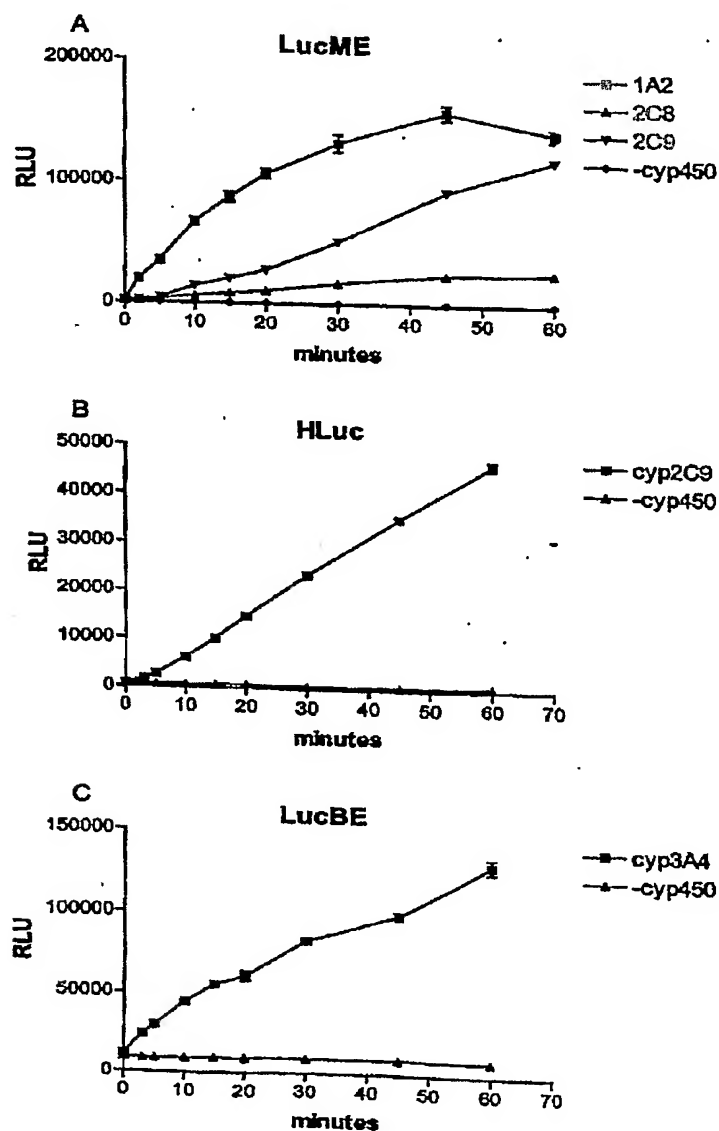 A
LucME
200000
100000
0
RLU
0 10 20 30 40 50 60
minutes
1A2
2C8
2C9
-cyp450
B
HLuc
50000
40000
30000
20000
10000
0
RLU
0 10 20 30 40 50 60 70
minutes
cyp2C9
-cyp450
C
LucBE
150000
100000
50000
0
RLU
0 10 20 30 40 50 60 70
minutes
cyp3A4
-cyp450